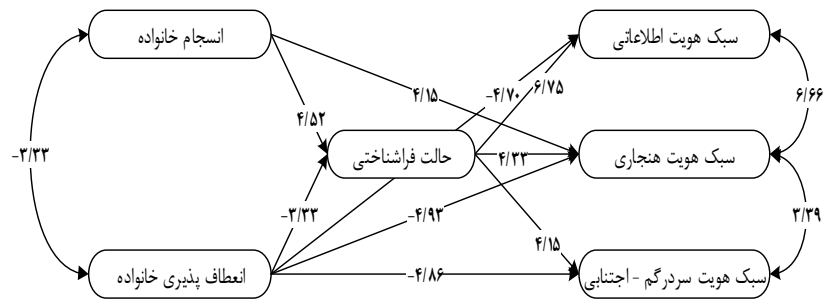 انسجام خانواده
سبک هویت اطلاعاتی
-۴/۷۰
۶/۷۵
۴/۱۵
۶/۶۶
۴/۵۲
-۳/۳۳
حالت فراشناختی
۴/۳۳
سبک هویت هنجاری
-۳/۳۳
-۴/۹۳
۳/۳۹
۴/۱۵
انعطاف پذیری خانواده
-۴/۸۶
سبک هویت سردرگم - اجتنابی